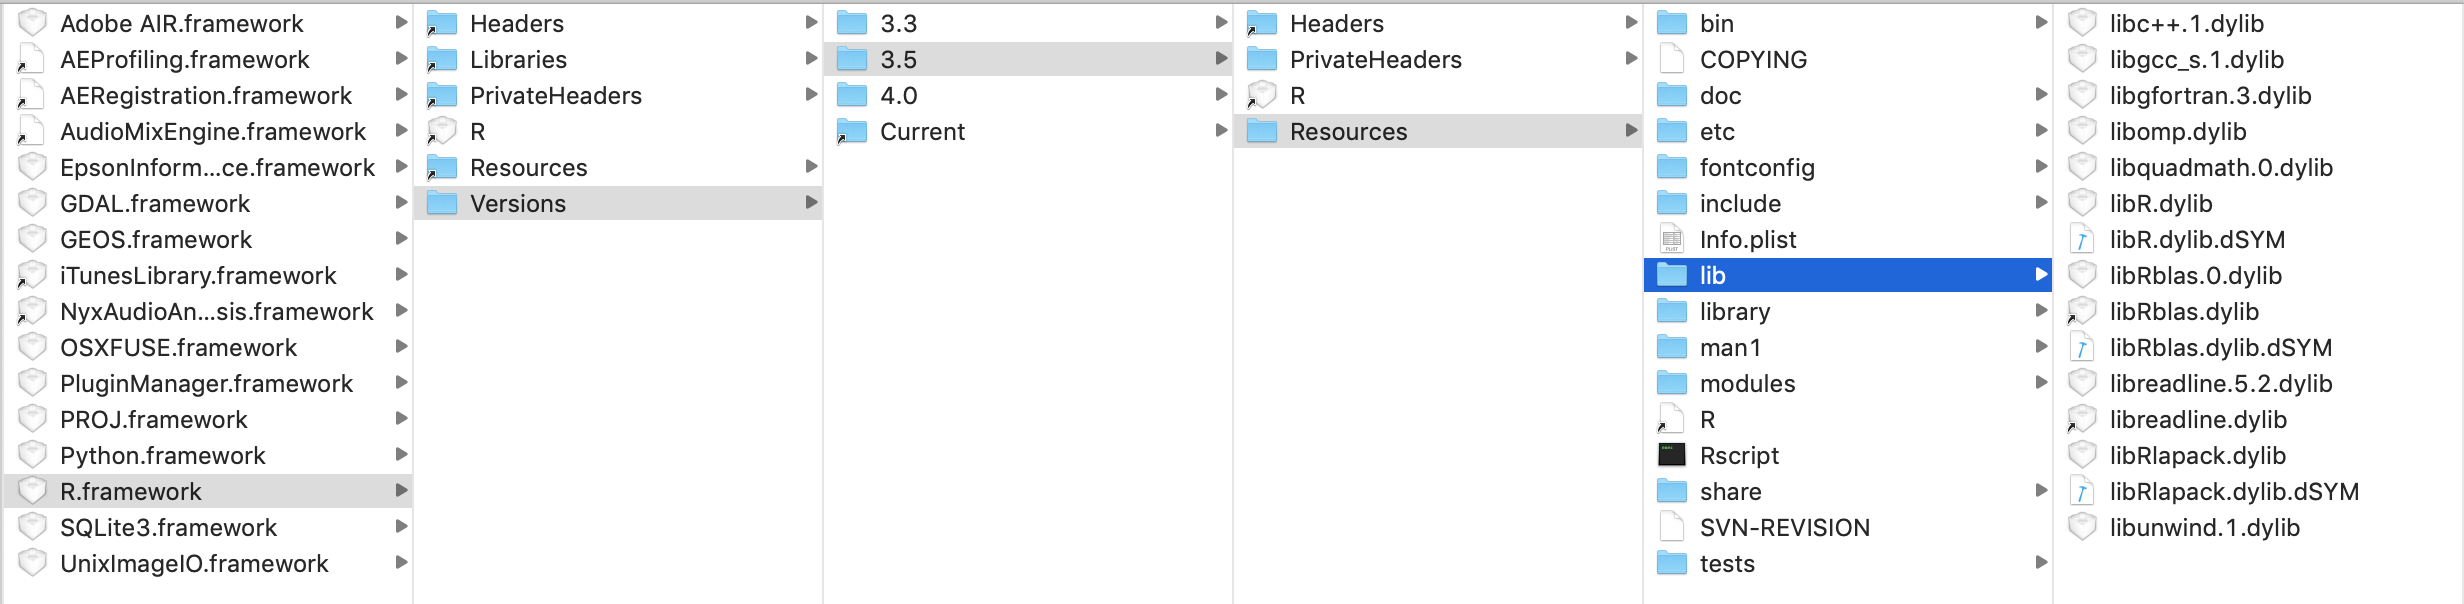 Adobe AIR.framework
AEProfiling.framework
AERegistration.framework
AudioMixEngine.framework
EpsonInform...ce.framework
GDAL.framework
GEOS.framework
iTunesLibrary.framework
NyxAudioAn...sis.framework
OSXFUSE.framework
PluginManager.framework
PROJ.framework
Python.framework
R.framework
SQLite3.framework
UnixImageIO.framework
Headers
Libraries
PrivateHeaders
R
Resources
Versions
3.3
3.5
4.0
Current
Headers
PrivateHeaders
R
Resources
bin
COPYING
doc
etc
fontconfig
include
Info.plist
lib
library
man1
modules
R
Rscript
share
SVN-REVISION
tests
libc++.1.dylib
libgcc_s.1.dylib
libgfortran.3.dylib
libomp.dylib
libquadmath.0.dylib
libR.dylib
libR.dylib.dSYM
libRblas.0.dylib
libRblas.dylib
libRblas.dylib.dSYM
libreadline.5.2.dylib
libreadline.dylib
libRlapack.dylib
libRlapack.dylib.dSYM
libunwind.1.dylib